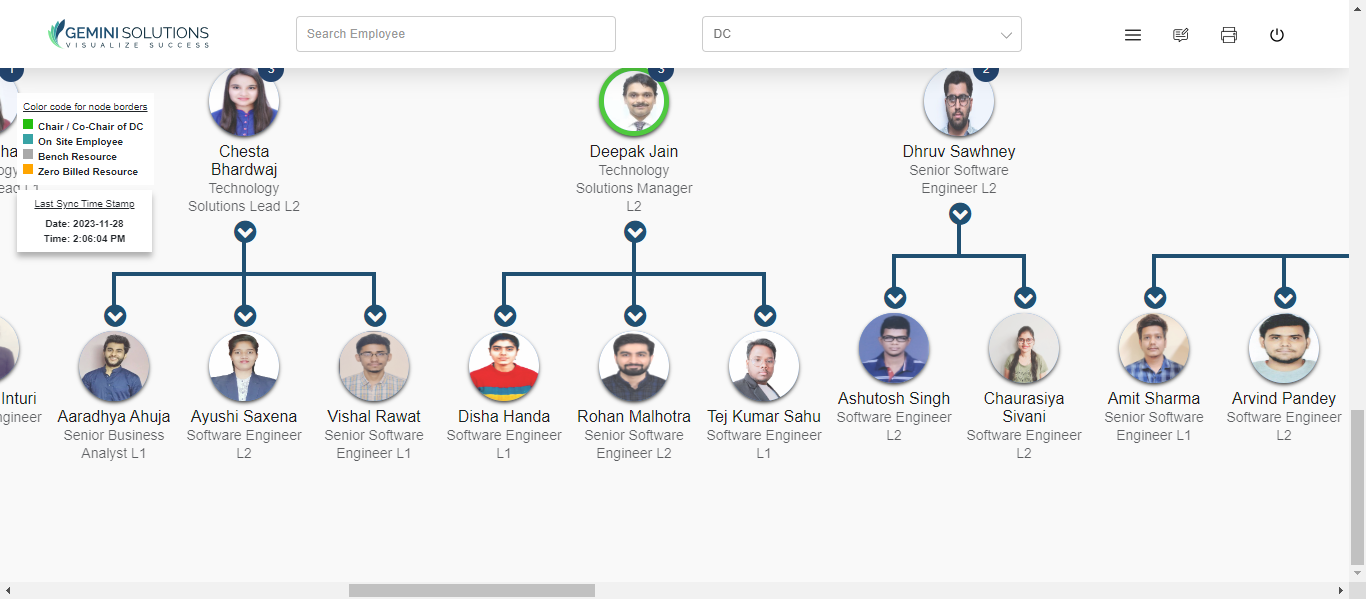 GEMINI SOLUTIONS
VISUALIZE SUCCESS
Search Employee
DC
1
3
3
2
Color code for node borders
Chair / Co-Chair of DC
On Site Employee
Bench Resource
Zero Billed Resource
Last Sync Time Stamp
Date: 2023-11-28
Time: 2:06:04 PM
Chesta
Bhardwaj
Technology
Solutions Lead L2
Deepak Jain
Technology
Solutions Manager
L2
Dhruv Sawhney
Senior Software
Engineer L2
Inturi
Aaradhya Ahuja
Senior Business
Analyst L1
Ayushi Saxena
Software Engineer
L2
Vishal Rawat
Senior Software
Engineer L1
Disha Handa
Software Engineer
L1
Rohan Malhotra
Senior Software
Engineer L2
Tej Kumar Sahu
Software Engineer
L1
Ashutosh Singh
Software Engineer
L2
Chaurasiya
Sivani
Software Engineer
L2
Amit Sharma
Senior Software
Engineer L1
Arvind Pandey
Software Engineer
L2